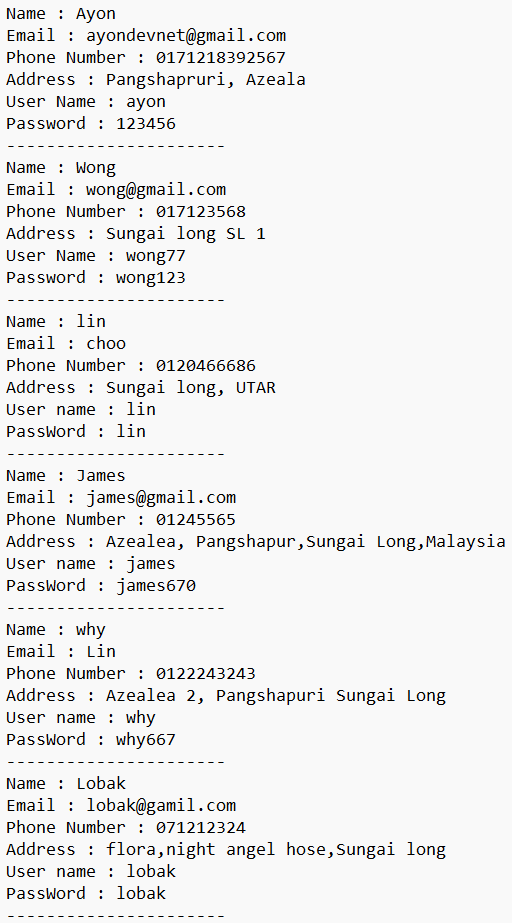 Name : Ayon
Email : ayondevnet@gmail.com
Phone Number : 0171218392567
Address : Pangshapruri, Azeala
User Name : ayon
Password : 123456
----------------------
Name : Wong
Email : wong@gmail.com
Phone Number : 017123568
Address : Sungai long SL 1
User Name : wong77
Password : wong123
----------------------
Name : lin
Email : choo
Phone Number : 0120466686
Address : Sungai long, UTAR
User name : lin
PassWord : lin
----------------------
Name : James
Email : james@gmail.com
Phone Number : 01245565
Address : Azealea, Pangshapur,Sungai Long,Malaysia
User name : james
PassWord : james670
----------------------
Name : why
Email : Lin
Phone Number : 0122243243
Address : Azealea 2, Pangshapuri Sungai Long
User name : why
PassWord : why667
----------------------
Name : Lobak
Email : lobak@gamil.com
Phone Number : 071212324
Address : flora,night angel hose,Sungai long
User name : lobak
PassWord : lobak
----------------------